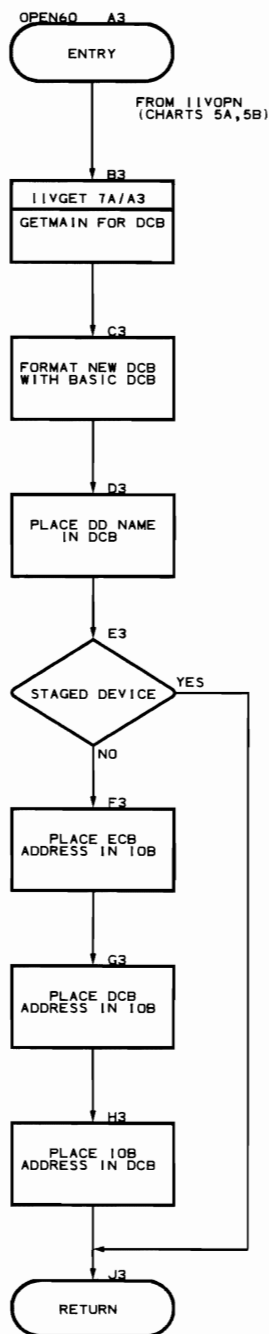 OPEN60 A3
ENTRY
FROM IIVOPN
(CHARTS 5A,5B)
B3
IIVGET 7A/A3
GETMAIN FOR DCB
C3
FORMAT NEW DCB
WITH BASIC DCB
D3
PLACE DD NAME
IN DCB
E3
STAGED DEVICE
YES
NO
F3
PLACE ECB
ADDRESS IN IOB
G3
PLACE DCB
ADDRESS IN IOB
H3
PLACE IOB
ADDRESS IN DCB
J3
RETURN